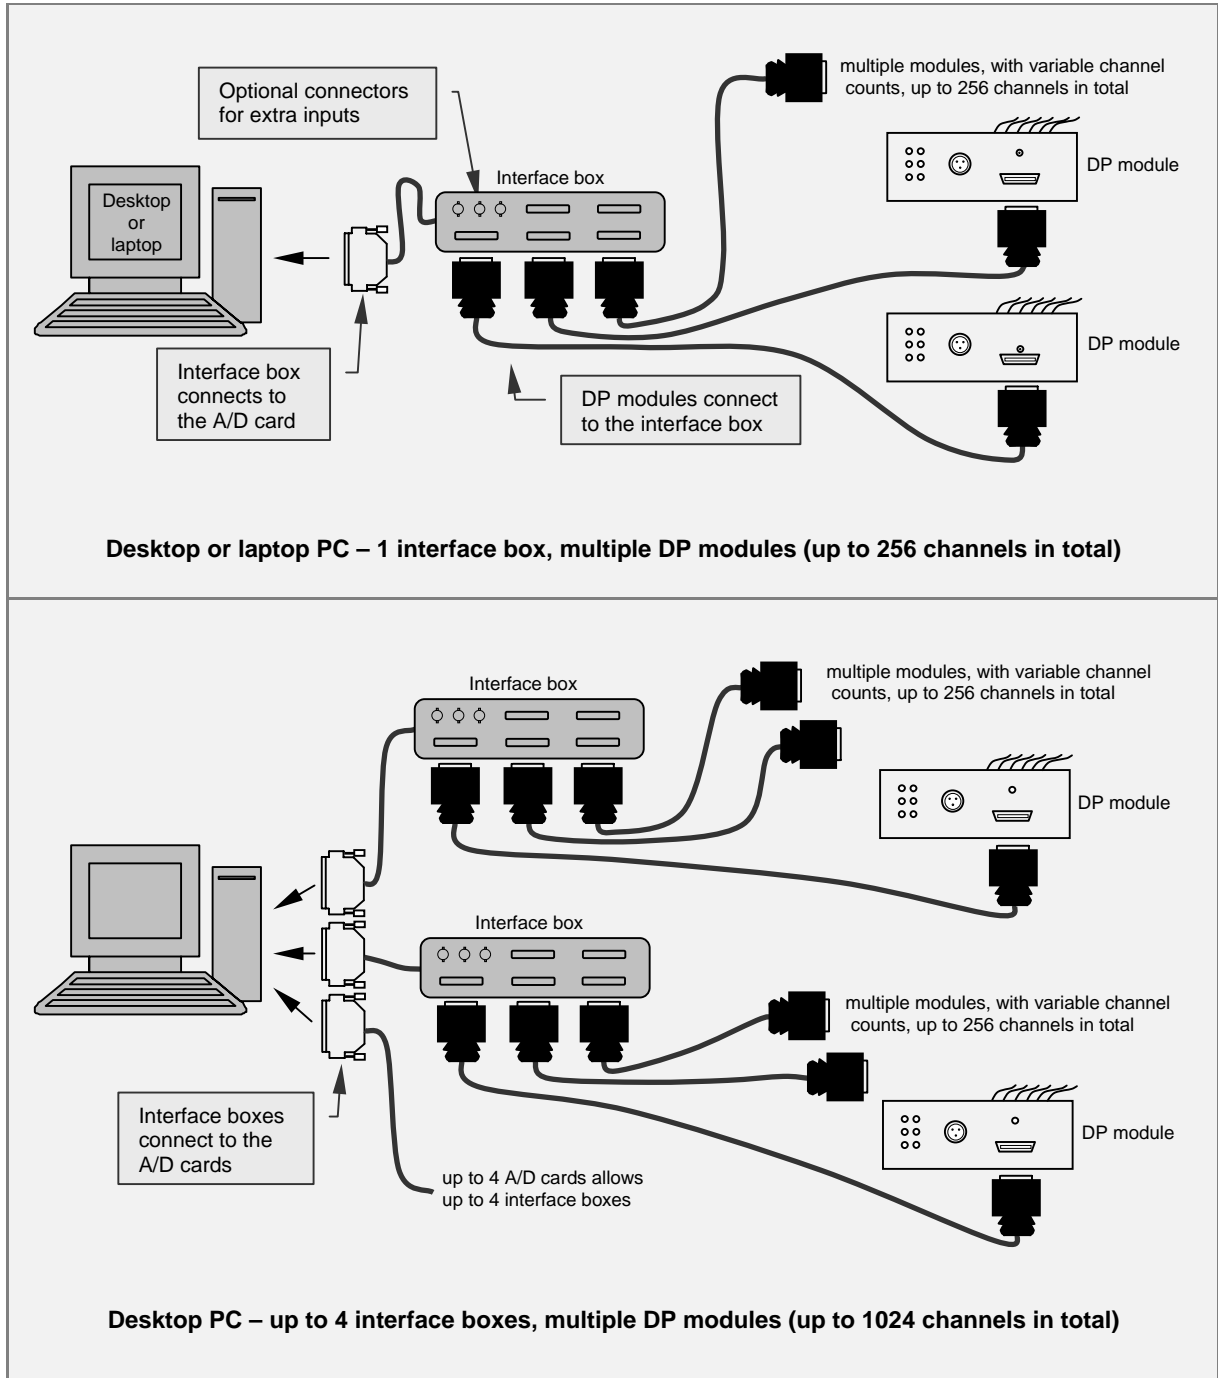 multiple modules, with variable channel
counts, up to 256 channels in total
Optional connectors
for extra inputs
Interface box
DP module
Desktop
or
laptop
DP module
Interface box
connects to
the A/D card
DP modules connect
to the interface box
Desktop or laptop PC – 1 interface box, multiple DP modules (up to 256 channels in total)
multiple modules, with variable channel
counts, up to 256 channels in total
Interface box
DP module
Interface box
multiple modules, with variable channel
counts, up to 256 channels in total
Interface boxes
connect to the
A/D cards
DP module
up to 4 A/D cards allows
up to 4 interface boxes
Desktop PC – up to 4 interface boxes, multiple DP modules (up to 1024 channels in total)